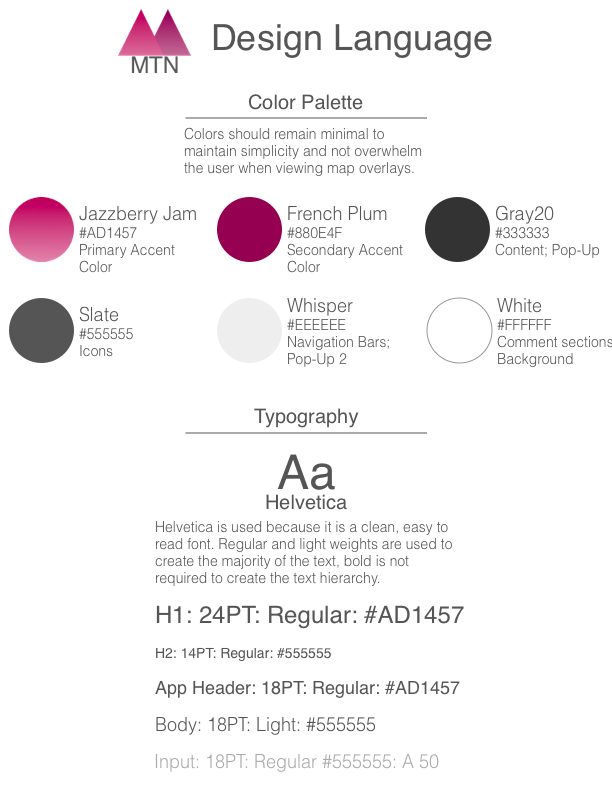 MTN
Design Language
Color Palette
Colors should remain minimal to
maintain simplicity and not overwhelm
the user when viewing map overlays.
Jazzberry Jam
#AD1457
Primary Accent
Color
French Plum
#880E4F
Secondary Accent
Color
Gray20
#333333
Content; Pop-Up
Slate
#555555
Icons
Whisper
#EEEEEE
Navigation Bars;
Pop-Up 2
White
#FFFFFF
Comment sections
Background
Typography
Aa
Helvetica
Helvetica is used because it is a clean, easy to
read font. Regular and light weights are used to
create the majority of the text, bold is not
required to create the text hierarchy.
H1: 24PT: Regular: #AD1457
H2: 14PT: Regular: #555555
App Header: 18PT: Regular: #AD1457
Body: 18PT: Light: #555555
Input: 18PT: Regular #555555: A 50